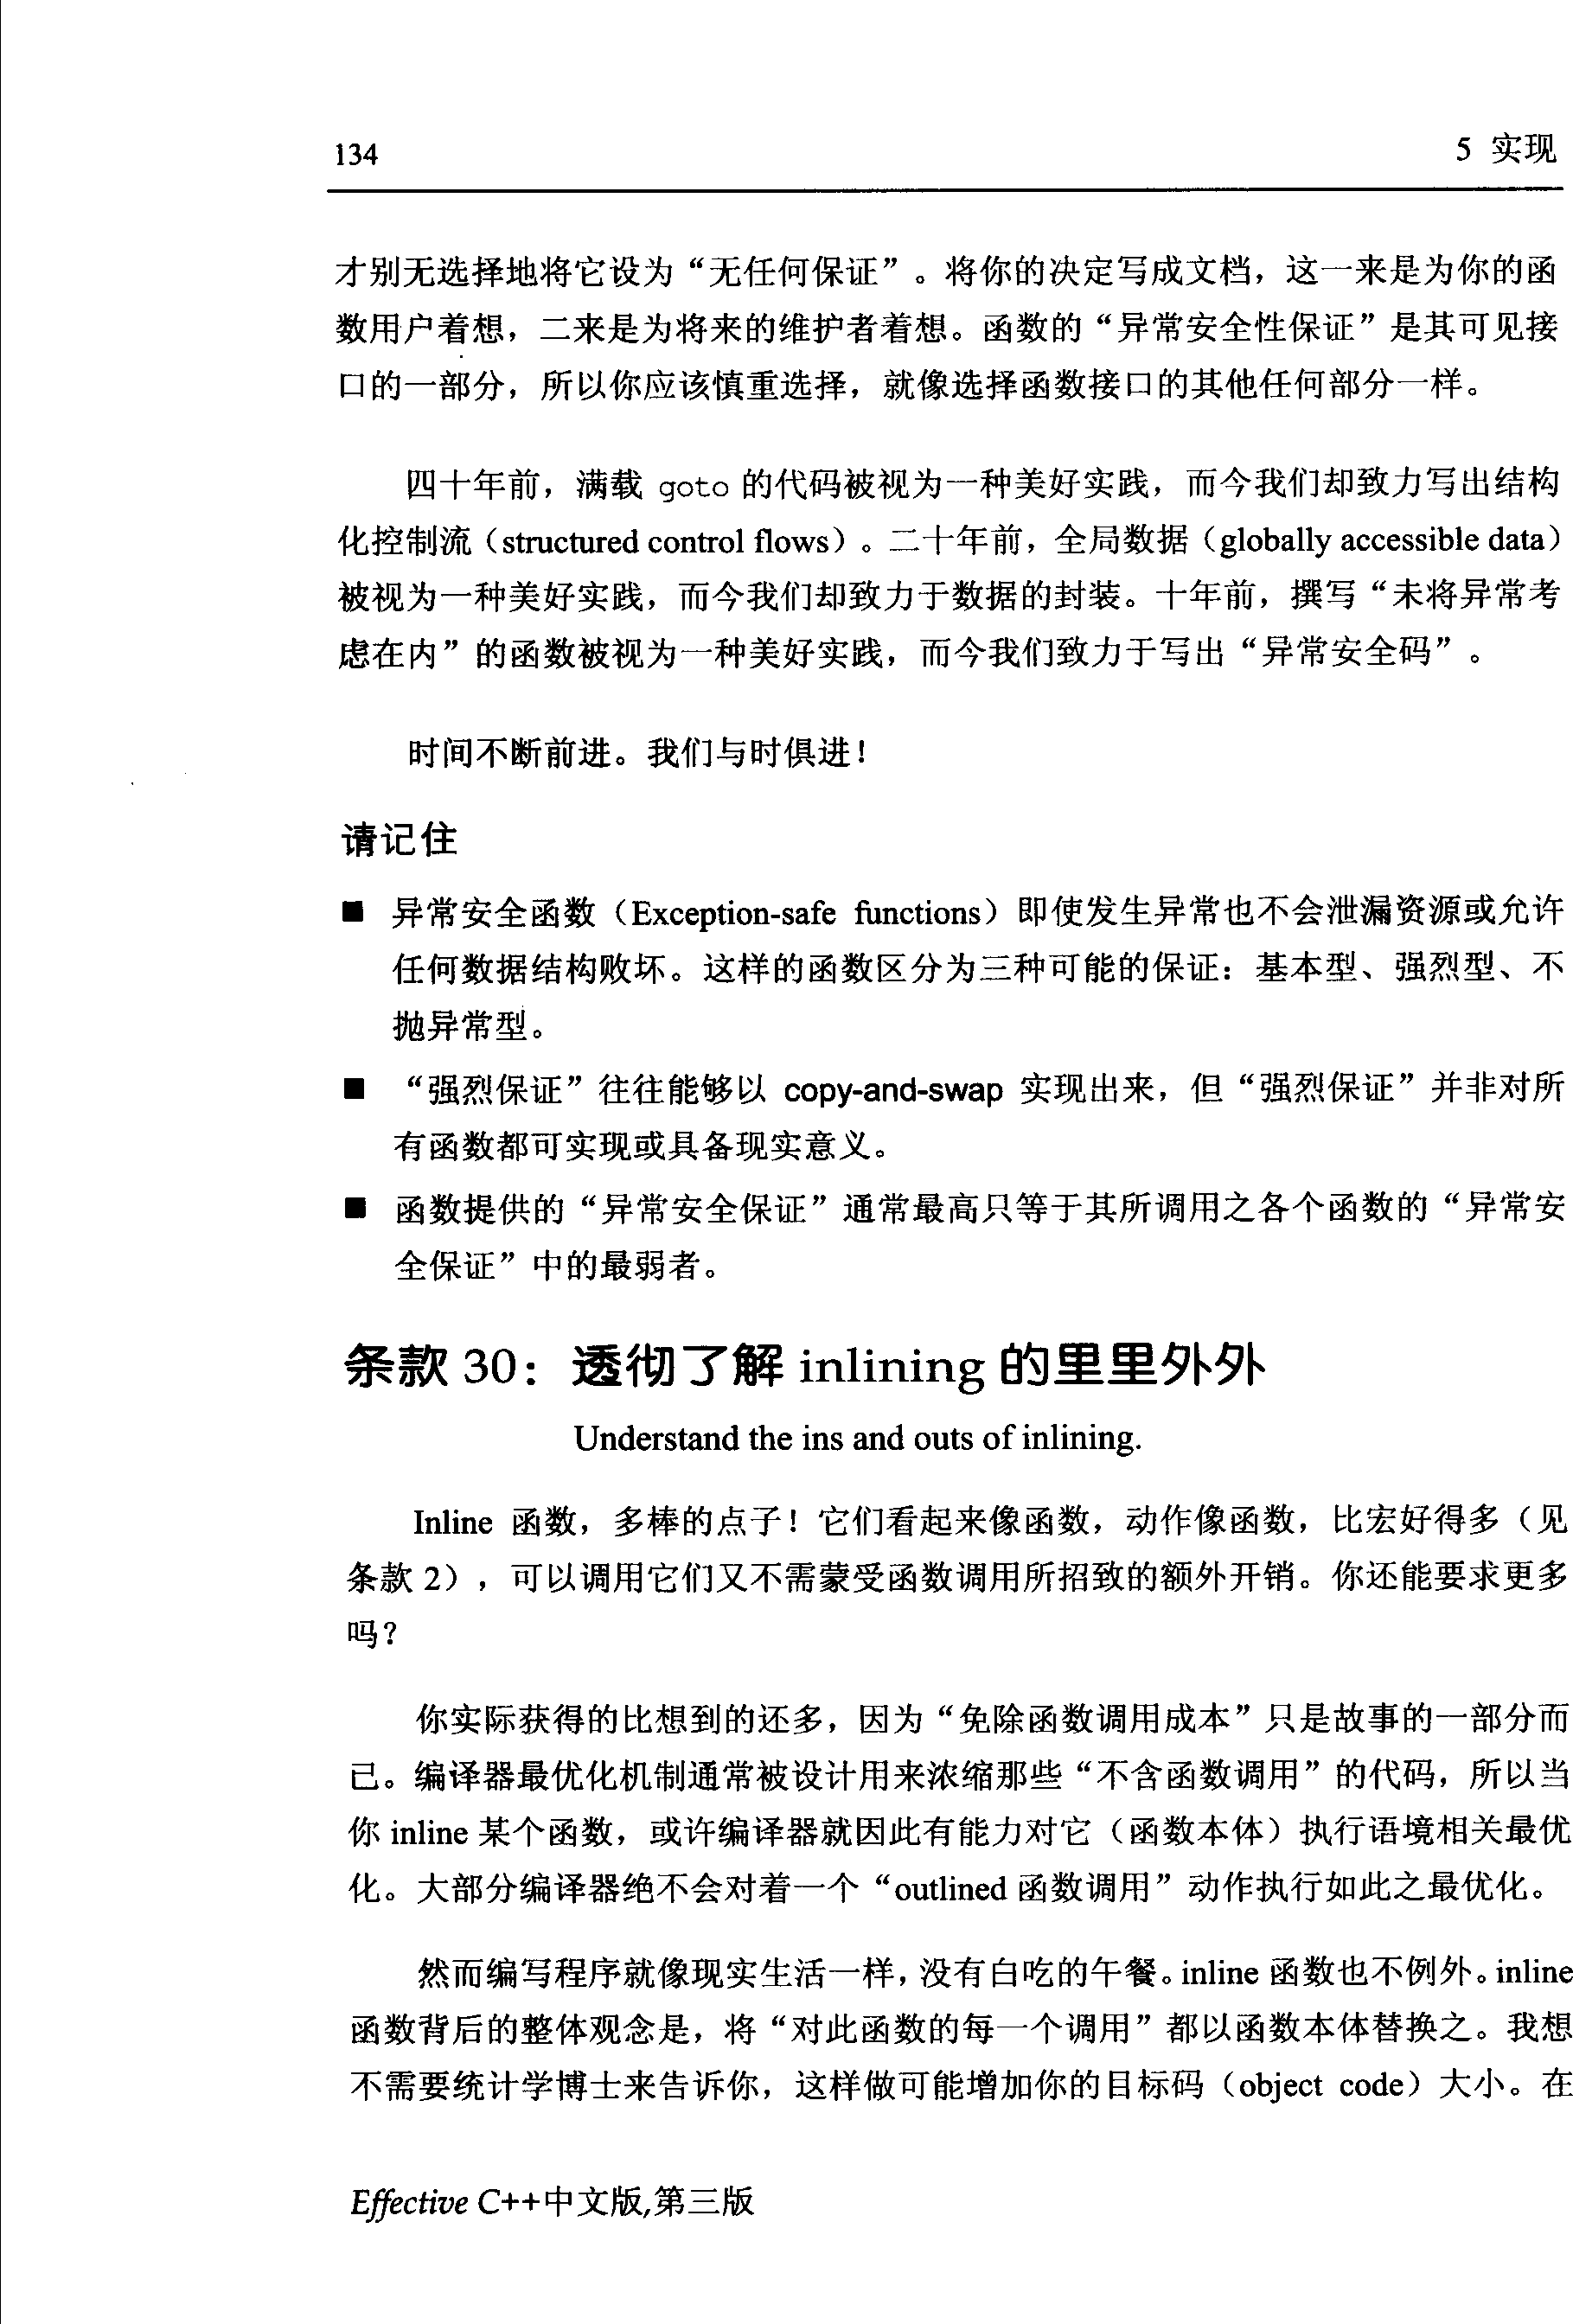 134
5 实现
才别无选择地将它设为“无任何保证”。将你的决定写成文档，这一来是为你的函
数用户着想，二来是为将来的维护者着想。函数的“异常安全性保证”是其可见接
口的一部分，所以你应该慎重选择，就像选择函数接口的其他任何部分一样。
四十年前，满载 goto 的代码被视为一种美好实践，而今我们却致力写出结构
化控制流（structured control flows）。二十年前，全局数据（globally accessible data）
被视为一种美好实践，而今我们却致力于数据的封装。十年前，撰写“未将异常考
虑在内”的函数被视为一种美好实践，而今我们致力于写出“异常安全码”。
时间不断前进。我们与时俱进！
请记住
■ 异常安全函数（Exception-safe functions）即使发生异常也不会泄漏资源或允许
任何数据结构败坏。这样的函数区分为三种可能的保证：基本型、强烈型、不
抛异常型。
■ “强烈保证”往往能够以 copy-and-swap 实现出来，但“强烈保证”并非对所
有函数都可实现或具备现实意义。
■ 函数提供的“异常安全保证”通常最高只等于其所调用之各个函数的“异常安
全保证”中的最弱者。
条款 30：透彻了解 inlining 的里里外外
Understand the ins and outs of inlining.
Inline 函数，多棒的点子！它们看起来像函数，动作像函数，比宏好得多（见
条款 2），可以调用它们又不需蒙受函数调用所招致的额外开销。你还能要求更多
吗？
你实际获得的比想到的还多，因为“免除函数调用成本”只是故事的一部分而
已。编译器最优化机制通常被设计用来浓缩那些“不含函数调用”的代码，所以当
你 inline 某个函数，或许编译器就因此有能力对它（函数本体）执行语境相关最优
化。大部分编译器绝不会对着一个“outlined 函数调用”动作执行如此之最优化。
然而编写程序就像现实生活一样，没有白吃的午餐。inline 函数也不例外。inline
函数背后的整体观念是，将“对此函数的每一个调用”都以函数本体替换之。我想
不需要统计学博士来告诉你，这样做可能增加你的目标码（object code）大小。在
Effective C++中文版,第三版